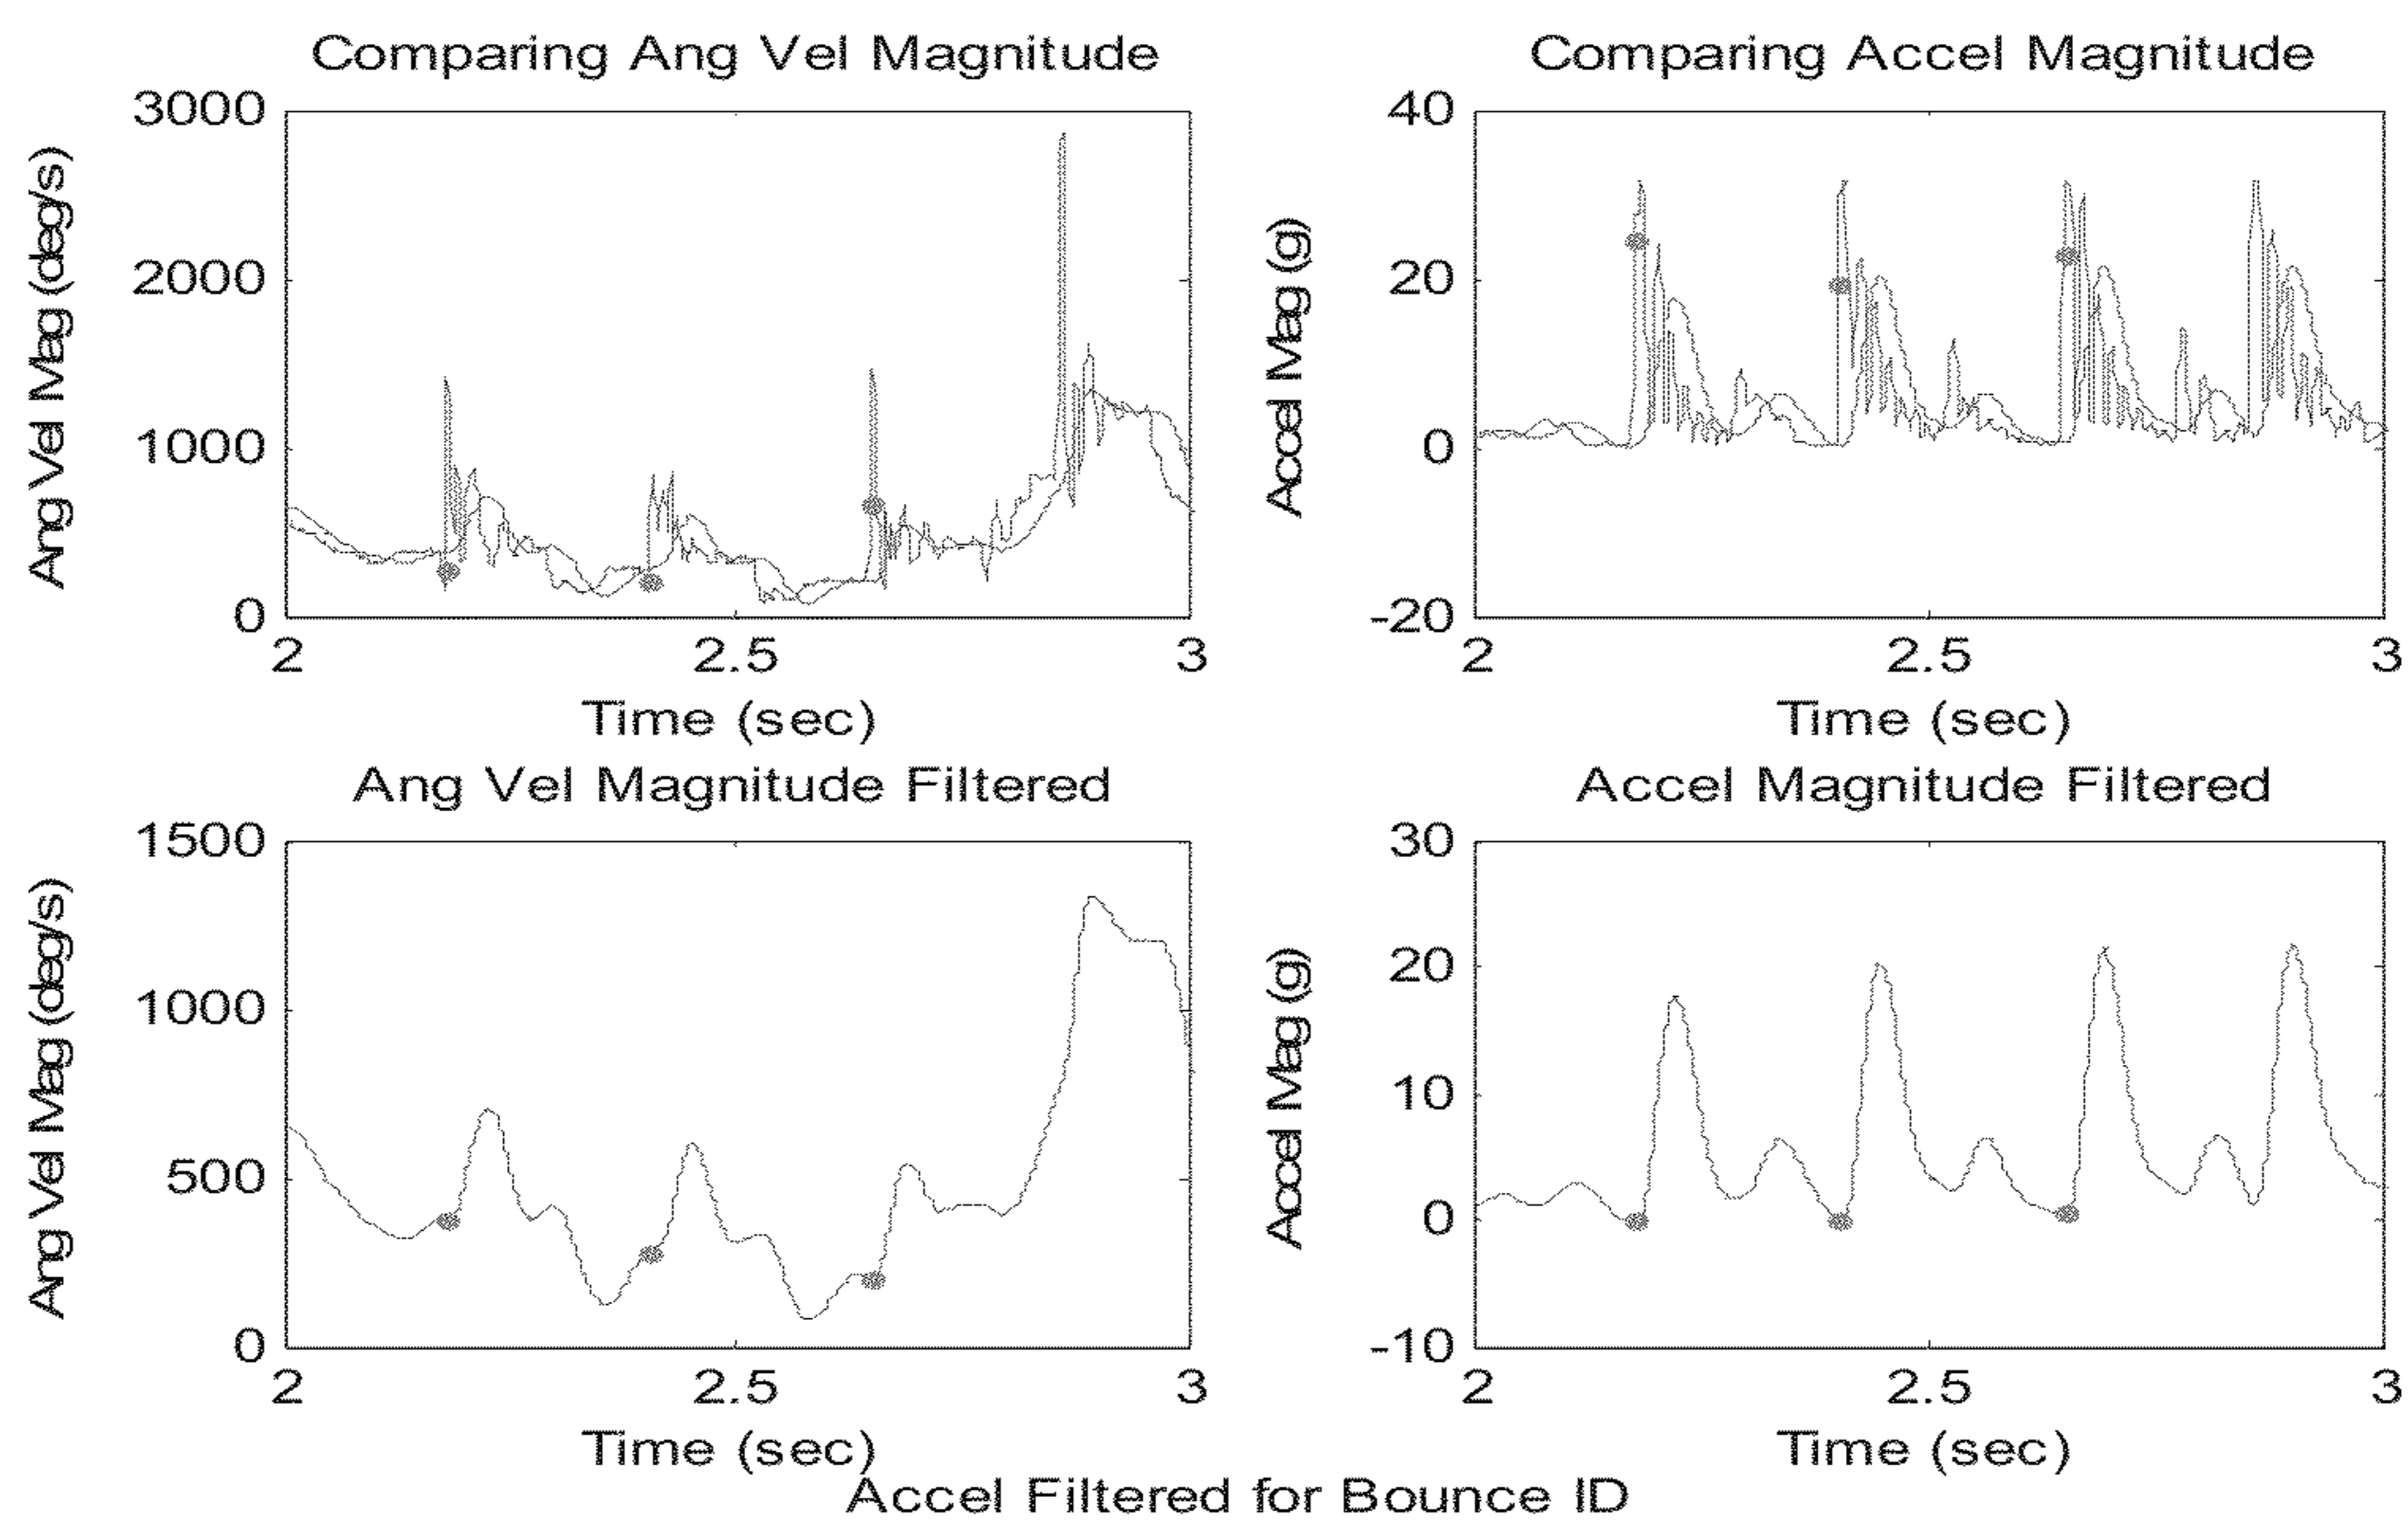 Comparing Ang Vel Magnitude
Ang Vel Mag (deg/s)
3000
2000
1000
0
2
2.5
3
Time (sec)
Comparing Accel Magnitude
Accel Mag (g)
40
20
0
-20
2
2.5
3
Time (sec)
Ang Vel Magnitude Filtered
Ang Vel Mag (deg/s)
1500
1000
500
0
2
2.5
3
Time (sec)
Accel Magnitude Filtered
Accel Mag (g)
30
20
10
0
-10
2
2.5
3
Time (sec)
Accel Filtered for Bounce ID